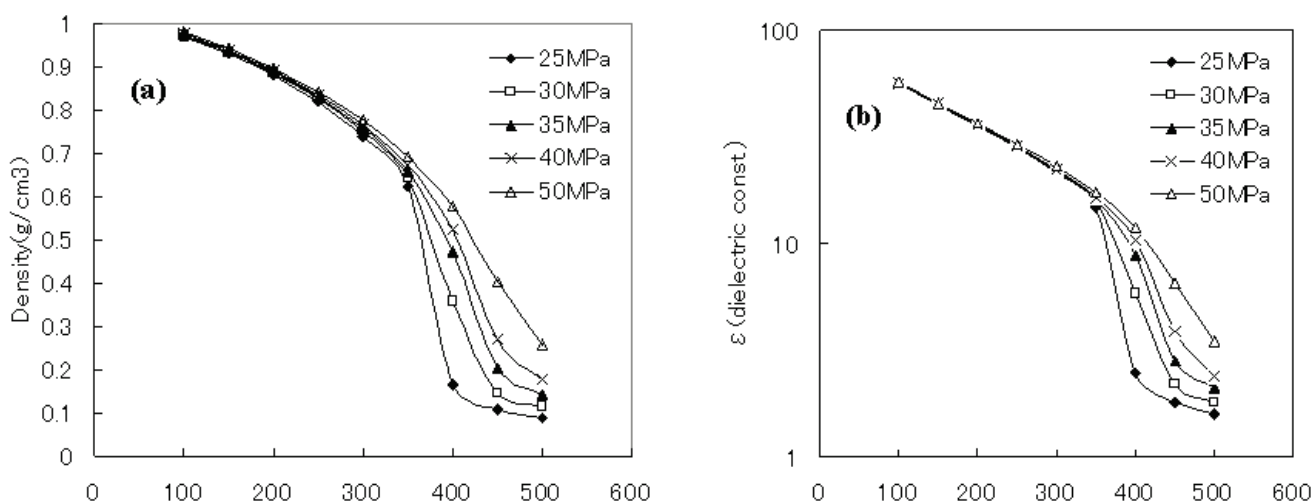 (a)
Density(g/cm3)
1
0.9
0.8
0.7
0.6
0.5
0.4
0.3
0.2
0.1
0
0 100 200 300 400 500 600
25MPa
30MPa
35MPa
40MPa
50MPa
(b)
ε(dielectric const)
100
10
1
0 100 200 300 400 500 600
25MPa
30MPa
35MPa
40MPa
50MPa